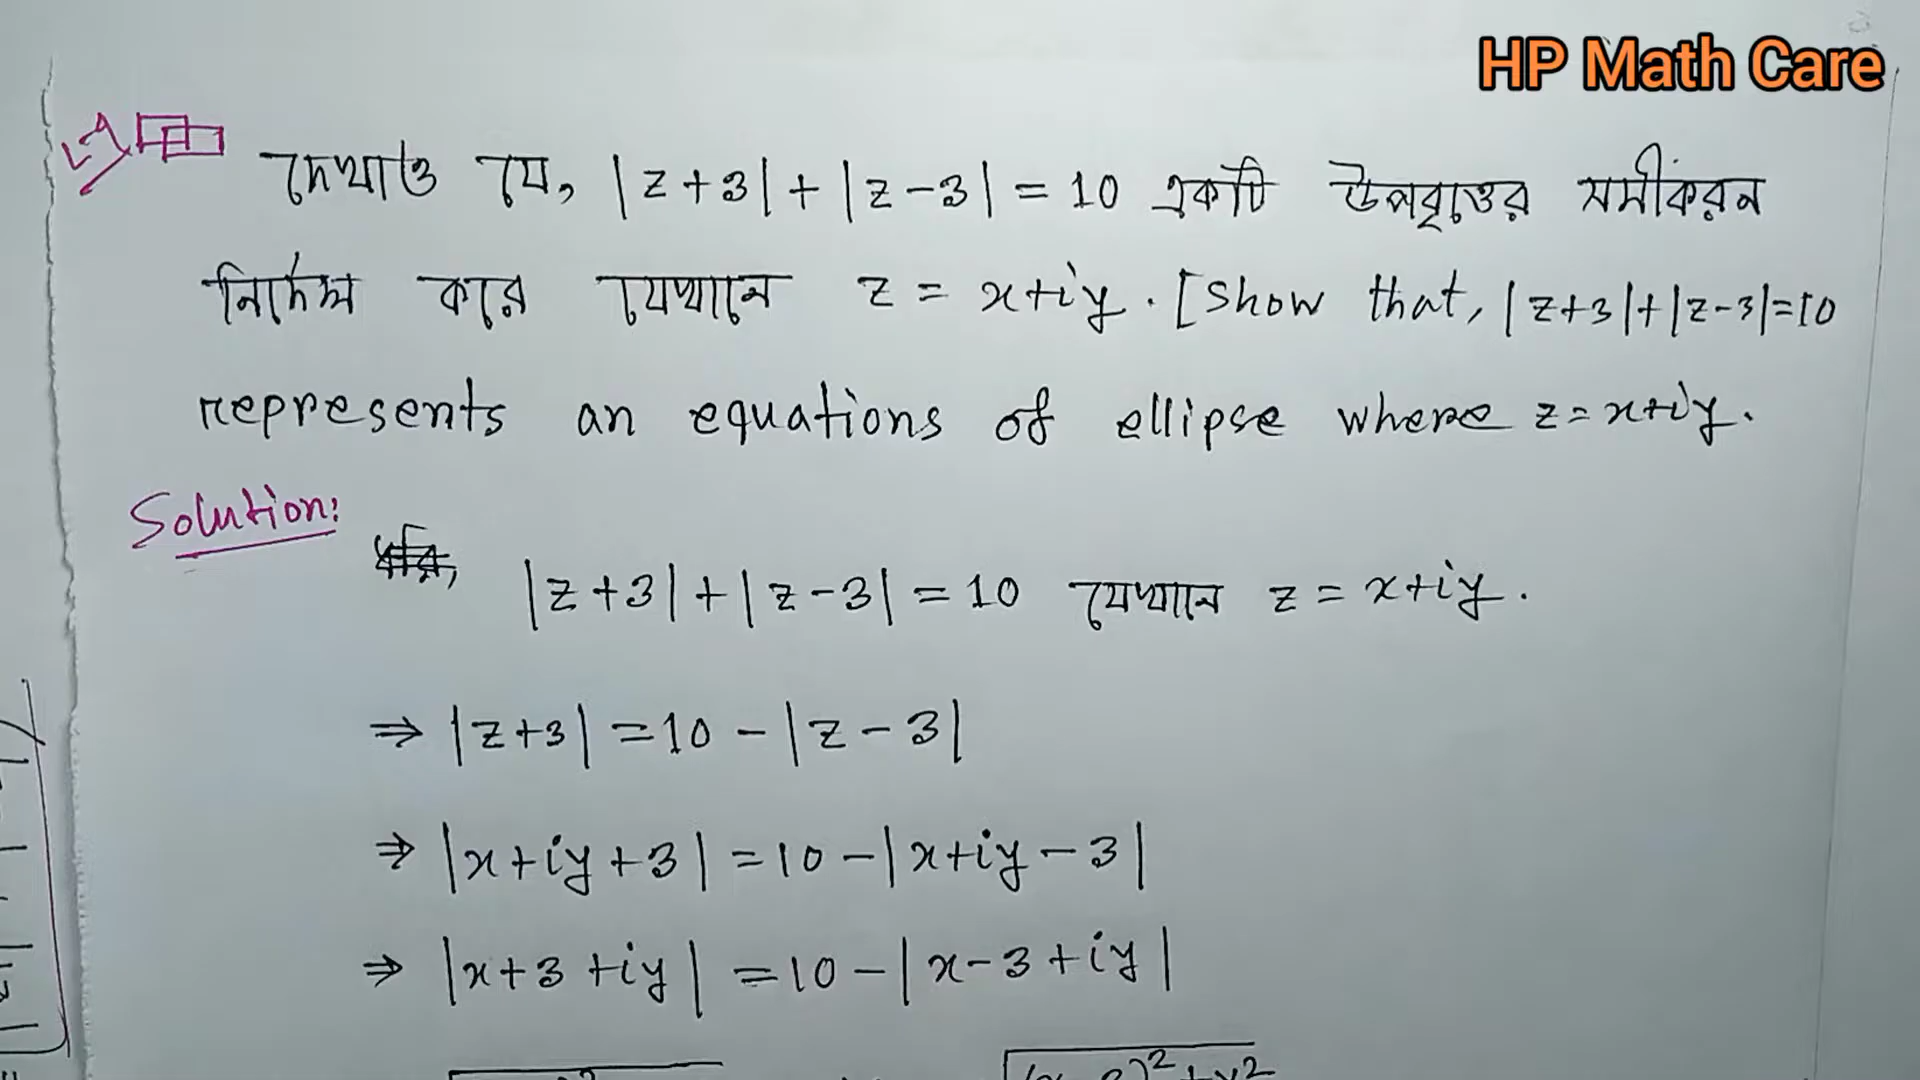 HP Math Care
দেখাও যে, |z+3|+|z-3|=10 একটি উপবৃত্তের সমীকরন
নির্দেশ করে যেখানে z = x+iy. [Show that, |z+3|+|z-3|=10
represents an equations of ellipse where z=x+iy.
Solution:
ধরি, |z+3|+|z-3|=10 যেখানে z = x+iy.
⇒ |z+3| = 10 - |z-3|
⇒ |x+iy+3| = 10 - |x+iy-3|
⇒ |x+3+iy| = 10 - |x-3+iy|